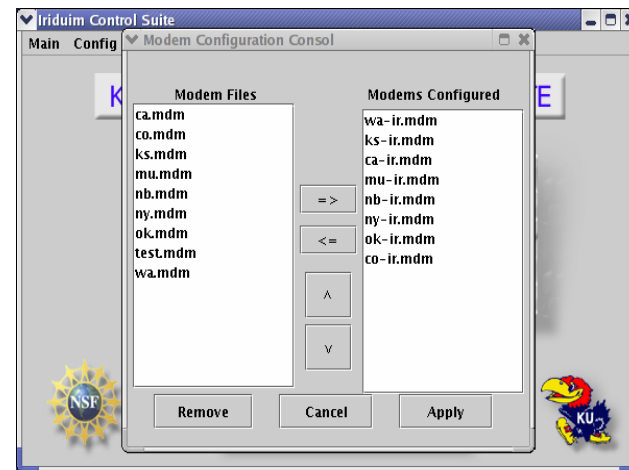 Iriduim Control Suite
Main Config
Modem Configuration Consol
K
E
Modem Files
Modems Configured
ca.mdm
co.mdm
ks.mdm
mu.mdm
nb.mdm
ny.mdm
ok.mdm
test.mdm
wa.mdm
=>
<=
^
v
wa-ir.mdm
ks-ir.mdm
ca-ir.mdm
mu-ir.mdm
nb-ir.mdm
ny-ir.mdm
ok-ir.mdm
co-ir.mdm
Remove
Cancel
Apply
NSF
KU